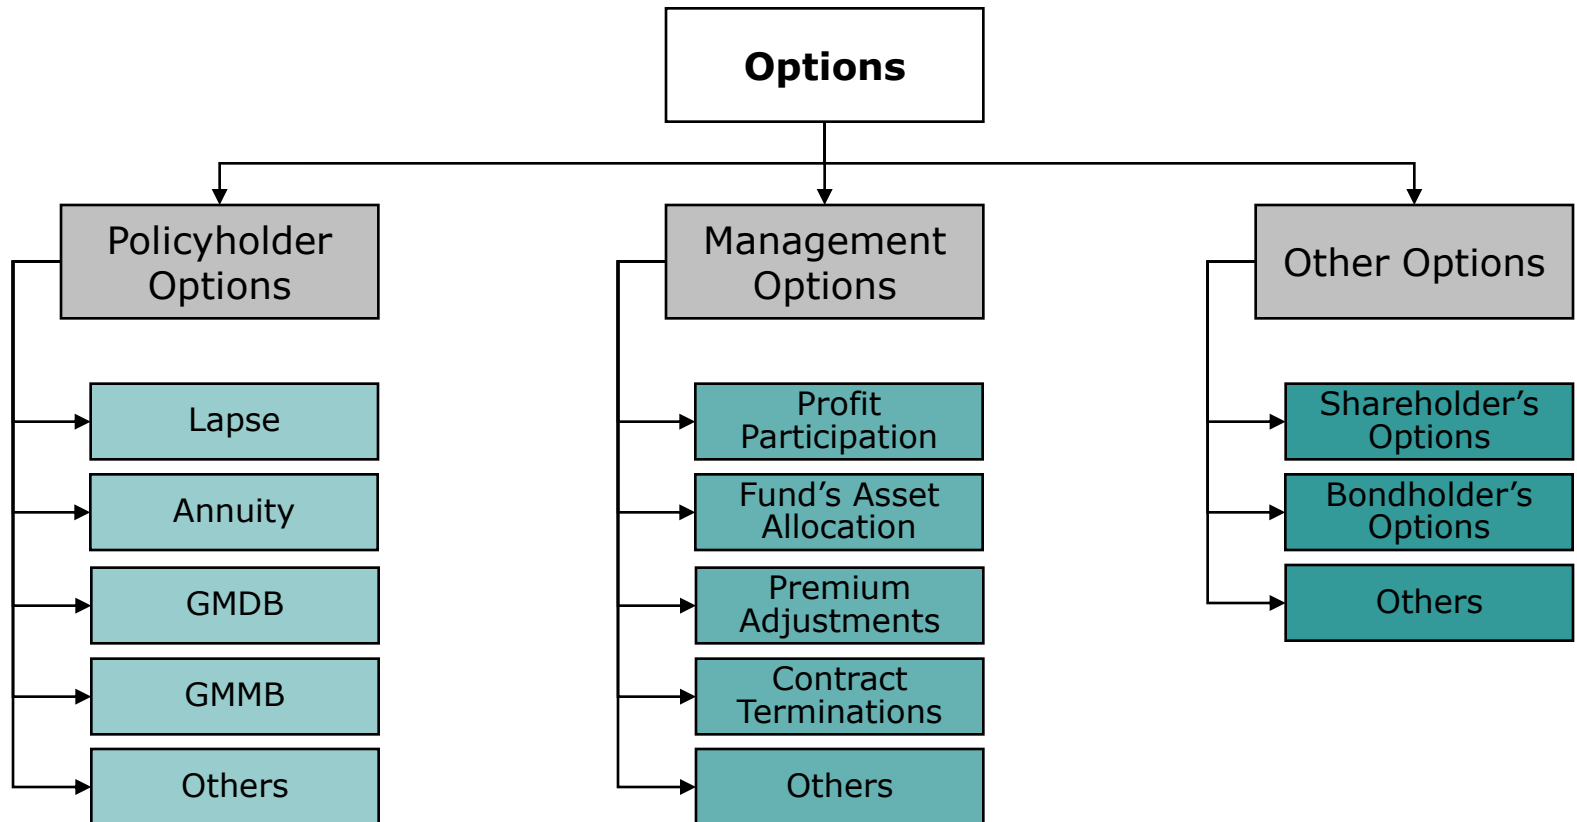 Options
Policyholder
Options
Management
Options
Other Options
Lapse
Annuity
GMDB
GMMB
Others
Profit
Participation
Fund’s Asset
Allocation
Premium
Adjustments
Contract
Terminations
Others
Shareholder’s
Options
Bondholder’s
Options
Others